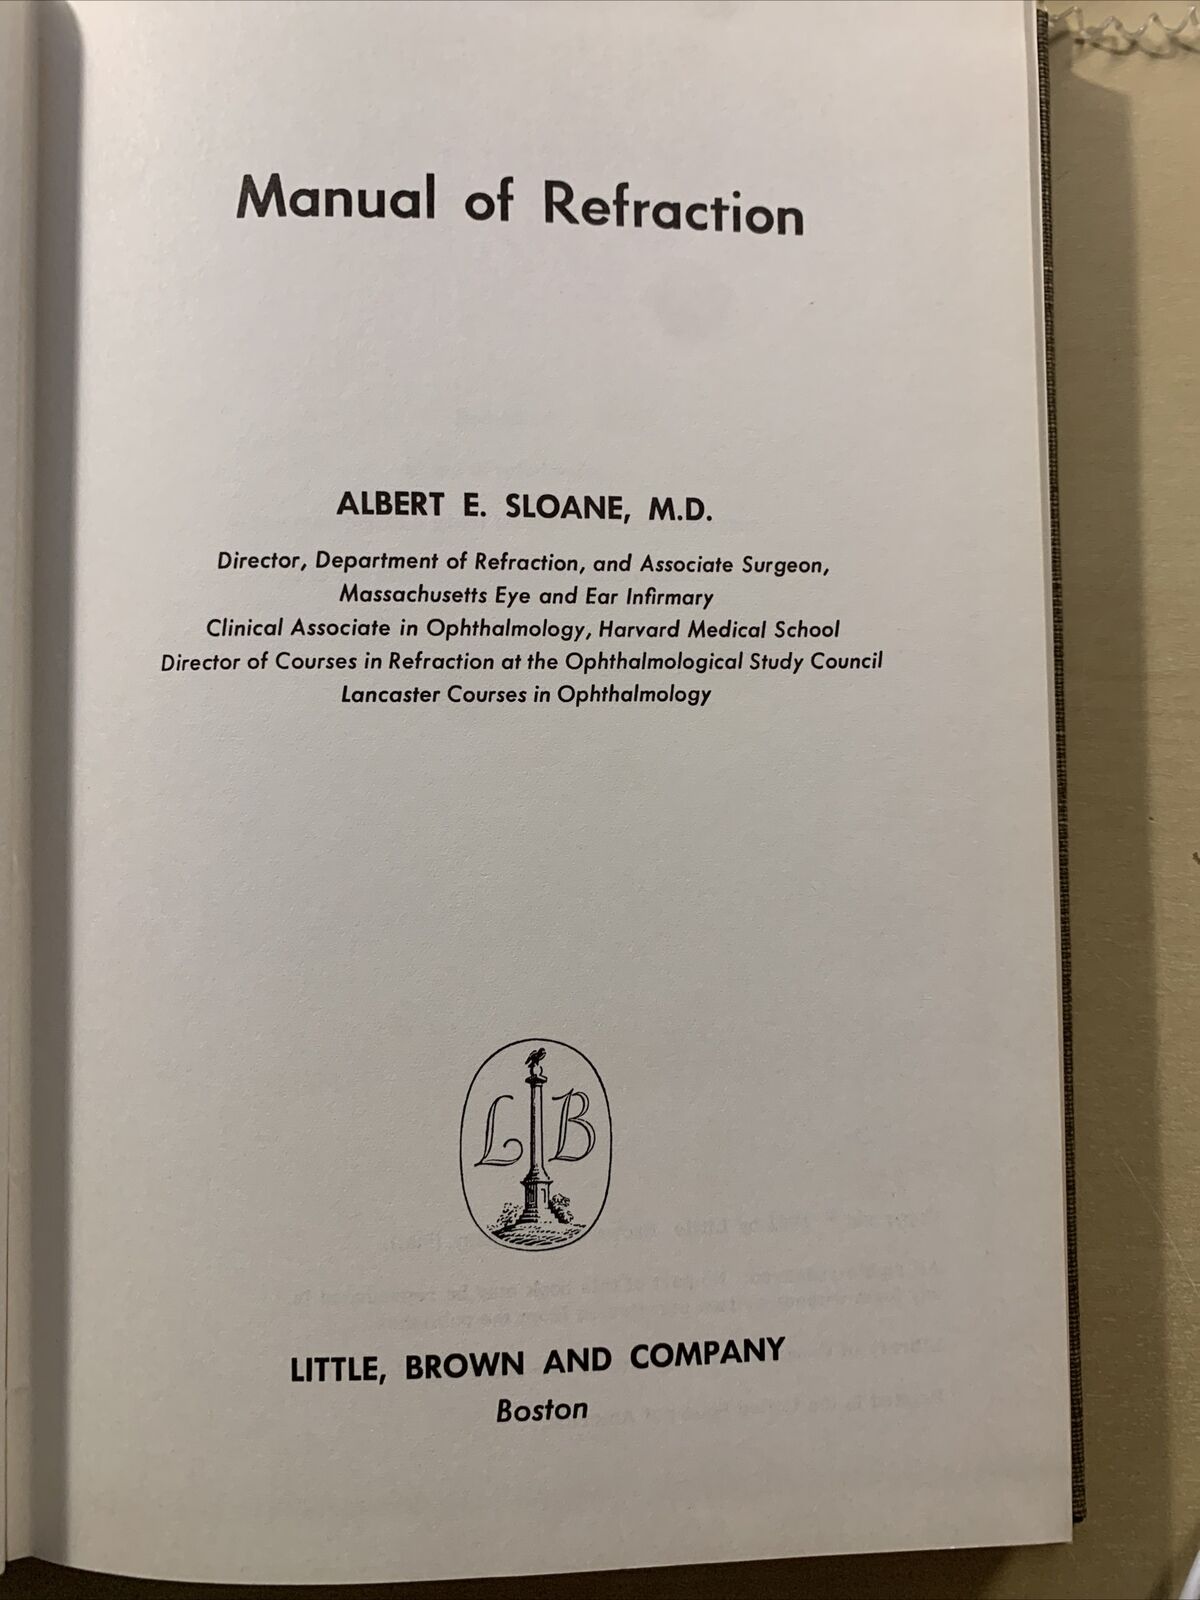 Manual of Refraction
ALBERT E. SLOANE, M.D.
Director, Department of Refraction, and Associate Surgeon,
Massachusetts Eye and Ear Infirmary
Clinical Associate in Ophthalmology, Harvard Medical School
Director of Courses in Refraction at the Ophthalmological Study Council
Lancaster Courses in Ophthalmology
L B
LITTLE, BROWN AND COMPANY
Boston